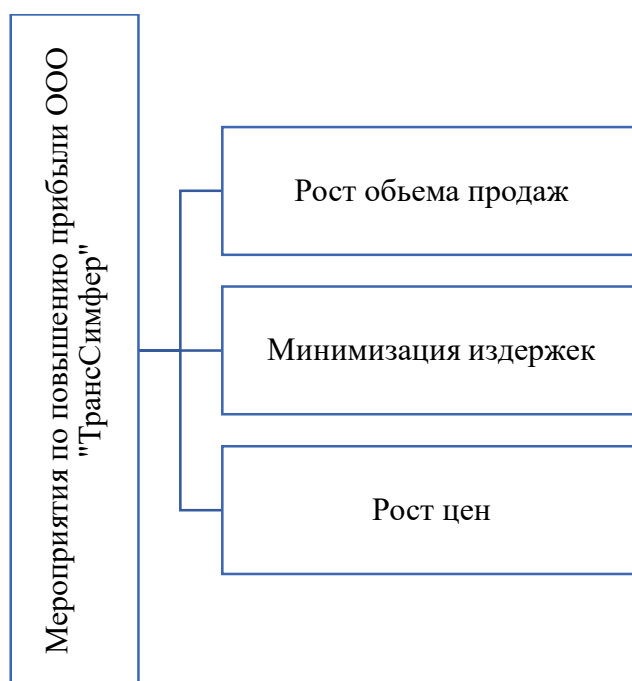 Мероприятия по повышению прибыли ООО
"ТрансСимфер"
Рост обьема продаж
Минимизация издержек
Рост цен